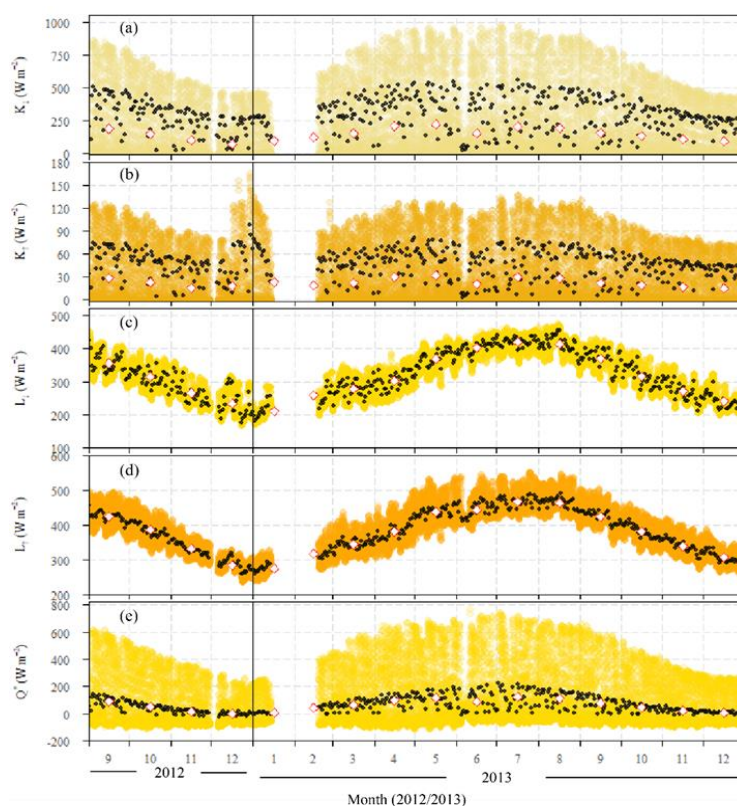 (a)
1000
750
500
250
0
K↓ (W m⁻²)
(b)
180
150
120
90
60
30
0
K↑ (W m⁻²)
(c)
500
400
300
200
100
L↓ (W m⁻²)
(d)
600
500
400
300
200
L↑ (W m⁻²)
(e)
800
600
400
200
0
-200
Q* (W m⁻²)
9 10 11 12 1 2 3 4 5 6 7 8 9 10 11 12
2012 2013
Month (2012/2013)